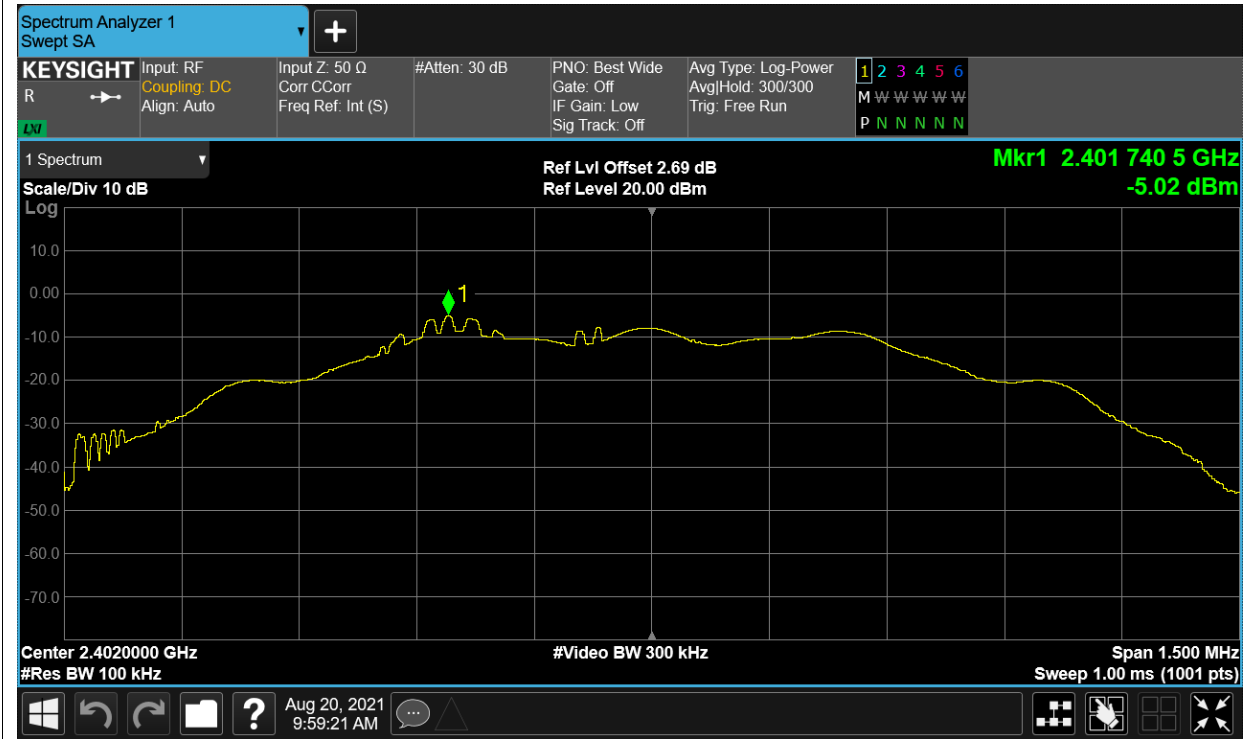 Spectrum Analyzer 1
Swept SA
KEYSIGHT
R
LXI
Input: RF
Coupling: DC
Align: Auto
Input Z: 50 Ω
Corr CCorr
Freq Ref: Int (S)
#Atten: 30 dB
PNO: Best Wide
Gate: Off
IF Gain: Low
Sig Track: Off
Avg Type: Log-Power
Avg|Hold: 300/300
Trig: Free Run
1 2 3 4 5 6
M W W W W W
P N N N N N
1 Spectrum
Scale/Div 10 dB
Ref Lvl Offset 2.69 dB
Ref Level 20.00 dBm
Mkr1 2.401 740 5 GHz
-5.02 dBm
Log
10.0
0.00
-10.0
-20.0
-30.0
-40.0
-50.0
-60.0
-70.0
1
Center 2.4020000 GHz
#Res BW 100 kHz
#Video BW 300 kHz
Span 1.500 MHz
Sweep 1.00 ms (1001 pts)
?
Aug 20, 2021
9:59:21 AM